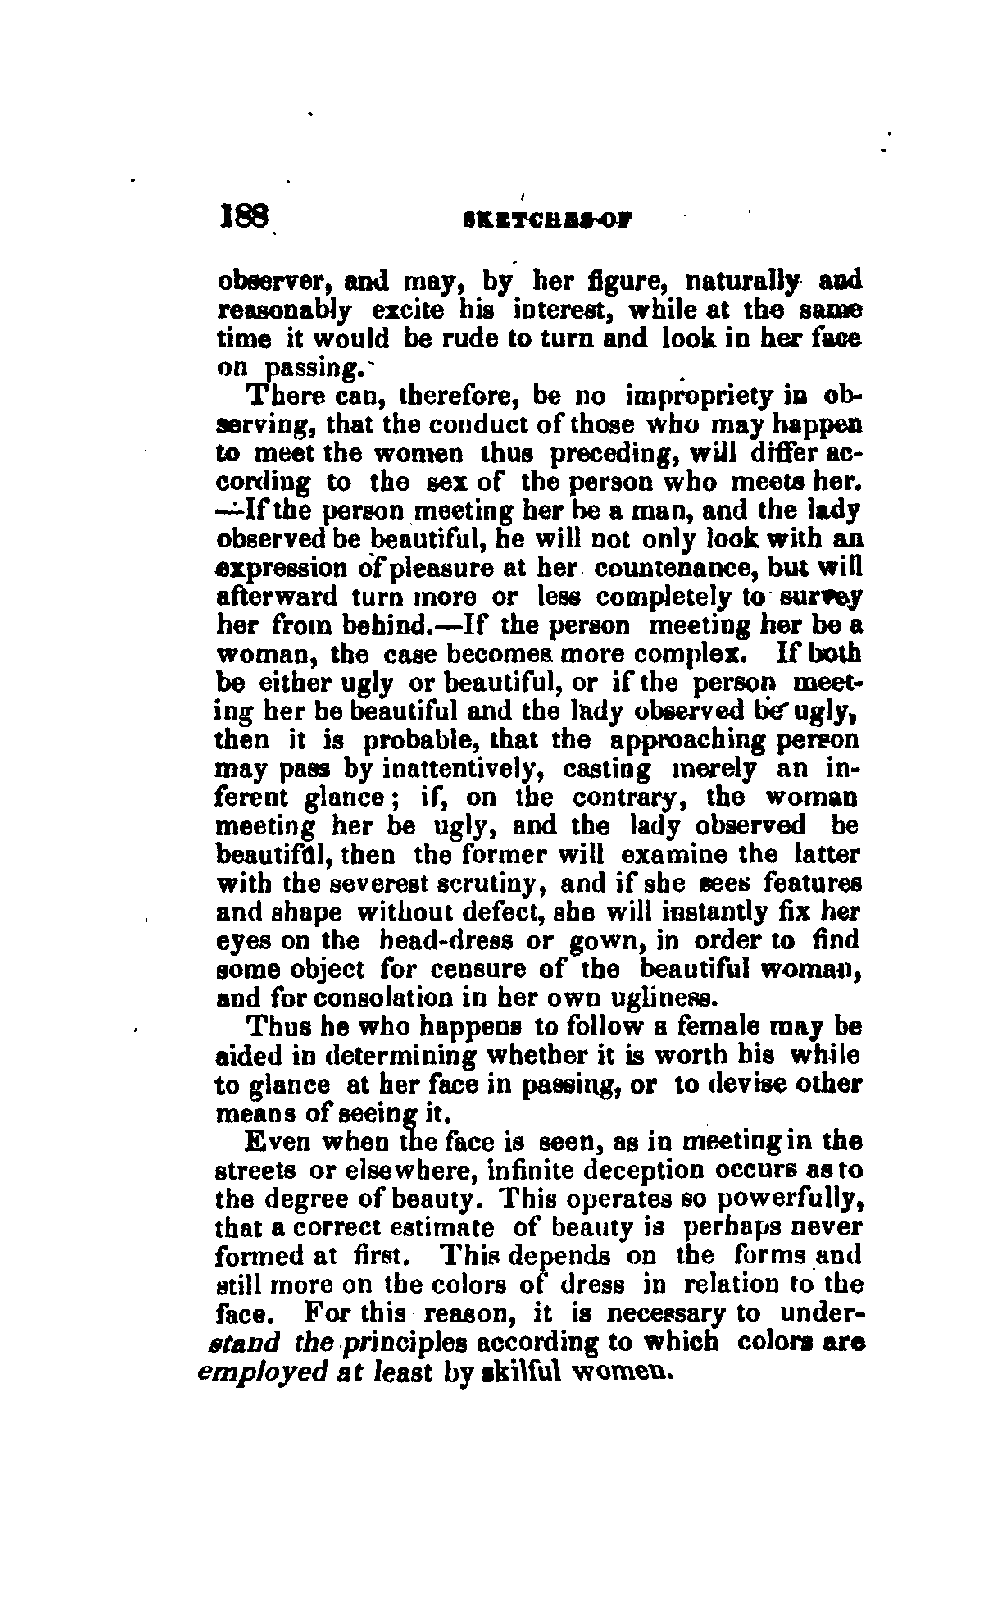 188 SKETCHES OF
observer, and may, by her figure, naturally and
reasonably excite his interest, while at the same
time it would be rude to turn and look in her face
on passing.
There can, therefore, be no impropriety in ob-
serving, that the conduct of those who may happen
to meet the women thus preceding, will differ ac-
cording to the sex of the person who meets her.
—If the person meeting her be a man, and the lady
observed be beautiful, he will not only look with an
expression of pleasure at her countenance, but will
afterward turn more or less completely to survey
her from behind.—If the person meeting her be a
woman, the case becomes more complex. If both
be either ugly or beautiful, or if the person meet-
ing her be beautiful and the lady observed be ugly,
then it is probable, that the approaching person
may pass by inattentively, casting merely an in-
ferent glance; if, on the contrary, the woman
meeting her be ugly, and the lady observed be
beautiful, then the former will examine the latter
with the severest scrutiny, and if she sees features
and shape without defect, she will instantly fix her
eyes on the head-dress or gown, in order to find
some object for censure of the beautiful woman,
and for consolation in her own ugliness.
Thus he who happens to follow a female may be
aided in determining whether it is worth his while
to glance at her face in passing, or to devise other
means of seeing it.
Even when the face is seen, as in meeting in the
streets or elsewhere, infinite deception occurs as to
the degree of beauty. This operates so powerfully,
that a correct estimate of beauty is perhaps never
formed at first. This depends on the forms and
still more on the colors of dress in relation to the
face. For this reason, it is necessary to under-
stand the principles according to which colors are
employed at least by skilful women.